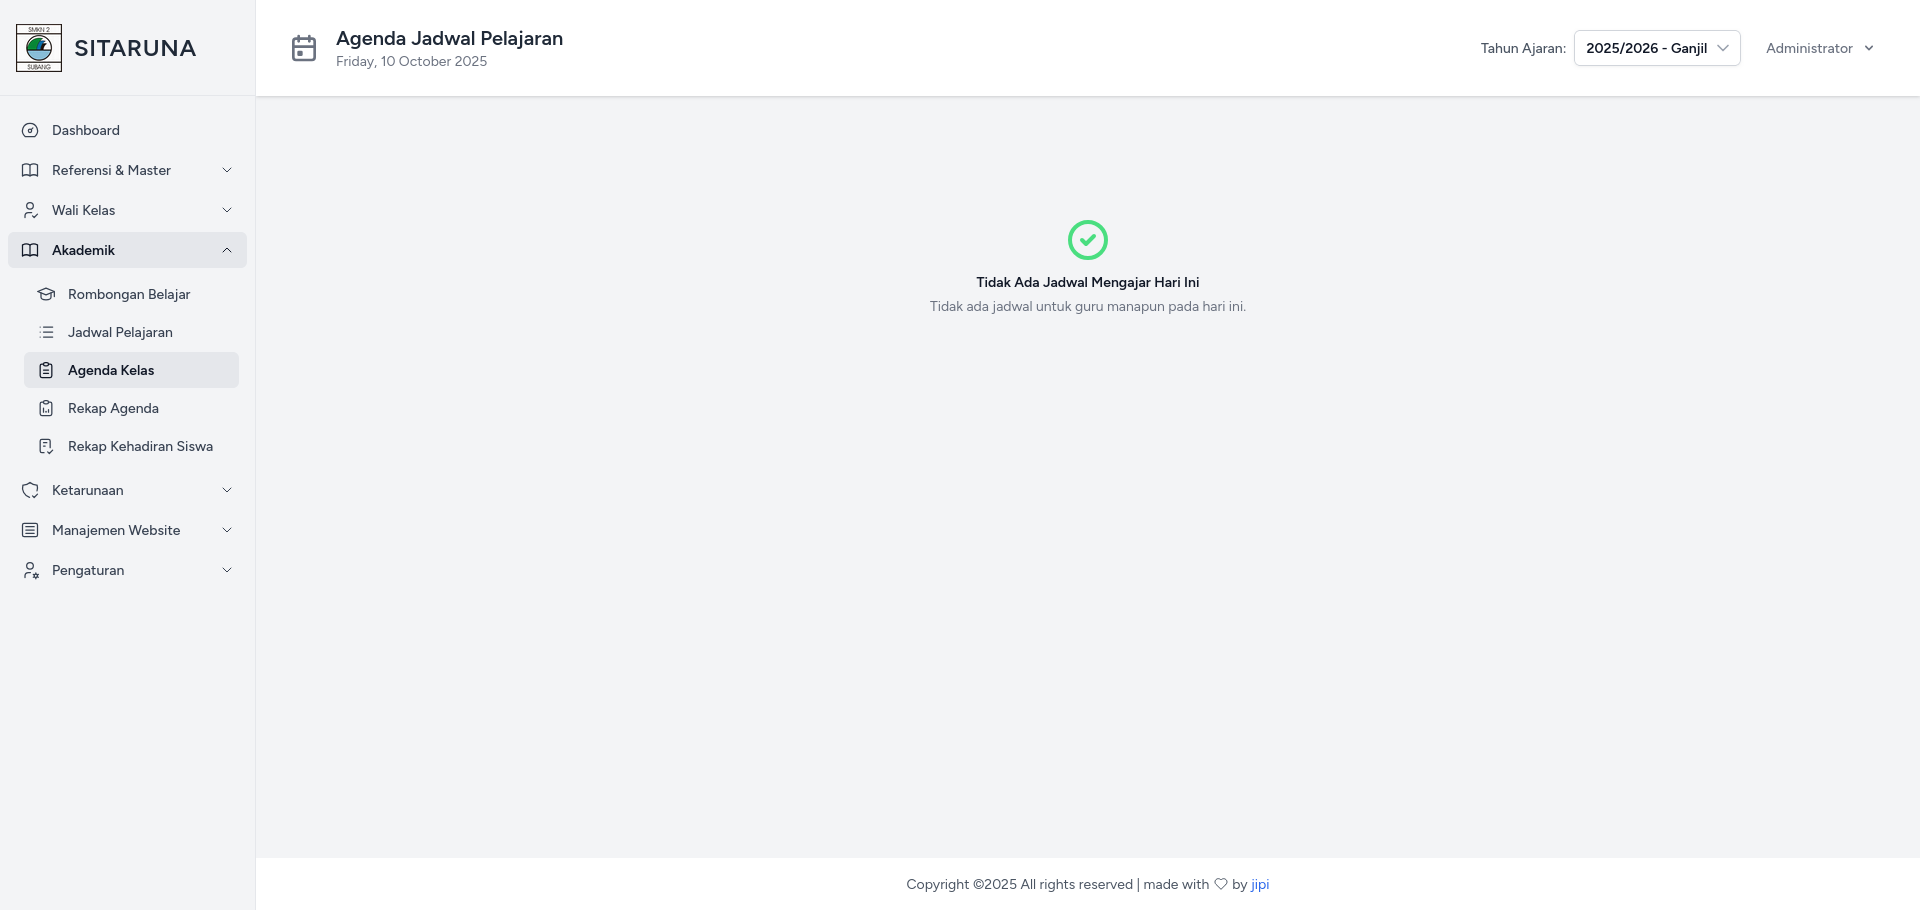 SMKN 2
SUBANG
SITARUNA
Dashboard
Referensi & Master
Wali Kelas
Akademik
Rombongan Belajar
Jadwal Pelajaran
Agenda Kelas
Rekap Agenda
Rekap Kehadiran Siswa
Ketarunaan
Manajemen Website
Pengaturan
Agenda Jadwal Pelajaran
Friday, 10 October 2025
Tahun Ajaran: 2025/2026 - Ganjil
Administrator
Tidak Ada Jadwal Mengajar Hari Ini
Tidak ada jadwal untuk guru manapun pada hari ini.
Copyright ©2025 All rights reserved | made with ♡ by jipi